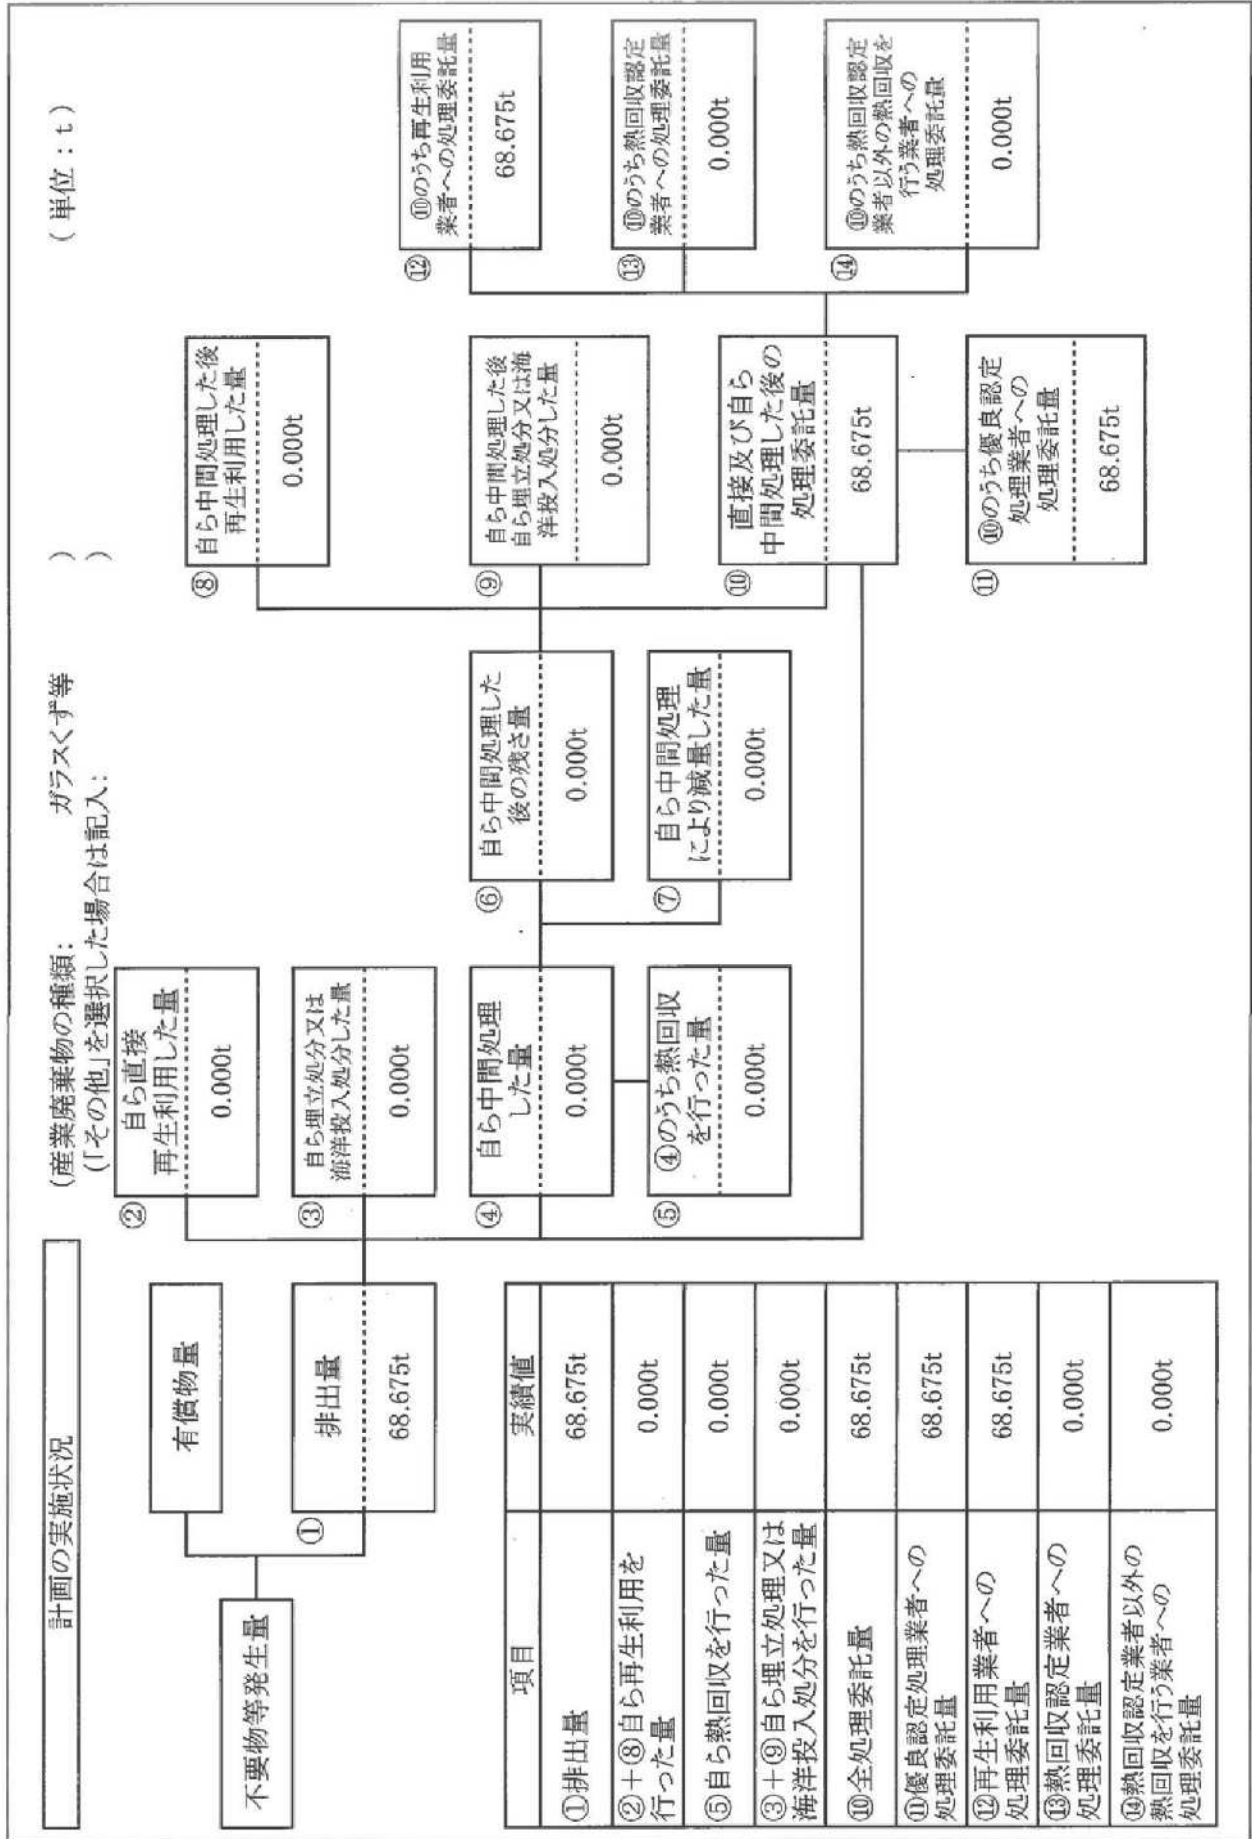 計画の実施状況
(産業廃棄物の種類: ガラスくず等 )
(「その他」を選択した場合は記入: )
(単位:t)
不要物等発生量
有償物量
①
排出量
68.675t
②
自ら直接
再生利用した量
0.000t
③
自ら埋立処分又は
海洋投入処分した量
0.000t
④
自ら中間処理
した量
0.000t
⑤
④のうち熱回収
を行った量
0.000t
⑥
自ら中間処理した
後の残さ量
0.000t
⑦
自ら中間処理
により減量した量
0.000t
⑧
自ら中間処理した後
再生利用した量
0.000t
⑨
自ら中間処理した後
自ら埋立処分又は海
洋投入処分した量
0.000t
⑩
直接及び自ら
中間処理した後の
処理委託量
68.675t
⑪
⑩のうち優良認定
処理業者への
処理委託量
68.675t
⑫
⑩のうち再生利用
業者への処理委託量
68.675t
⑬
⑩のうち熱回収認定
業者への処理委託量
0.000t
⑭
⑩のうち熱回収認定
業者以外の熱回収を
行う業者への
処理委託量
0.000t
項目 実績値
①排出量 68.675t
②+⑧自ら再生利用を
行った量 0.000t
⑤自ら熱回収を行った量 0.000t
③+⑨自ら埋立処理又は
海洋投入処分を行った量 0.000t
⑩全処理委託量 68.675t
⑪優良認定処理業者への
処理委託量 68.675t
⑫再生利用業者への
処理委託量 68.675t
⑬熱回収認定業者への
処理委託量 0.000t
⑭熱回収認定業者以外の
熱回収を行う業者への
処理委託量 0.000t